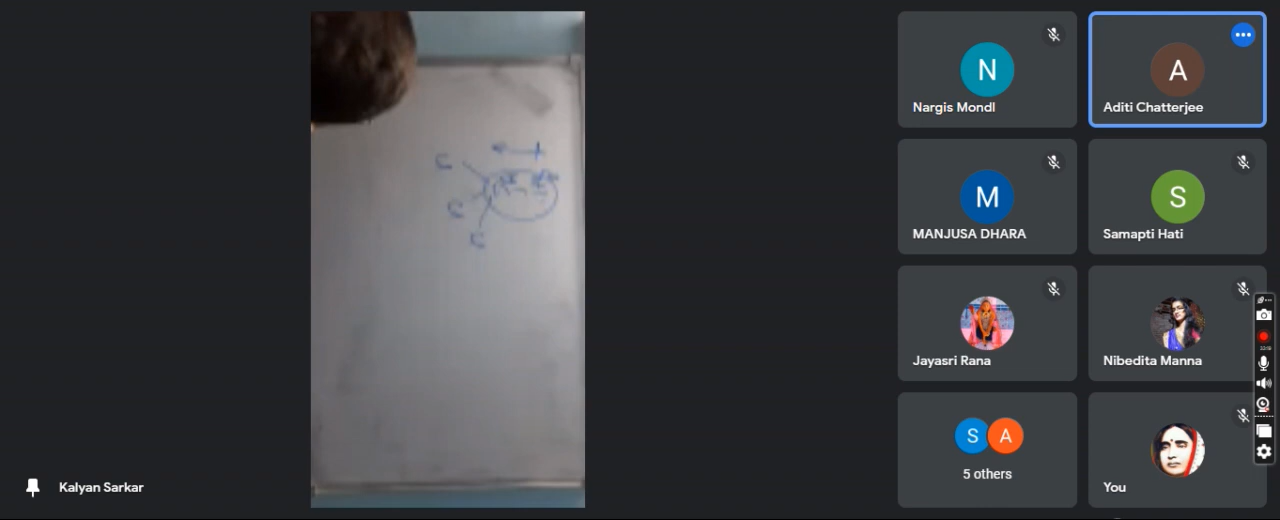 N
Nargis Mondl
A
Aditi Chatterjee
M
MANJUSA DHARA
S
Samapti Hati
Jayasri Rana
Nibedita Manna
S A
5 others
You
Kalyan Sarkar
C
C
C